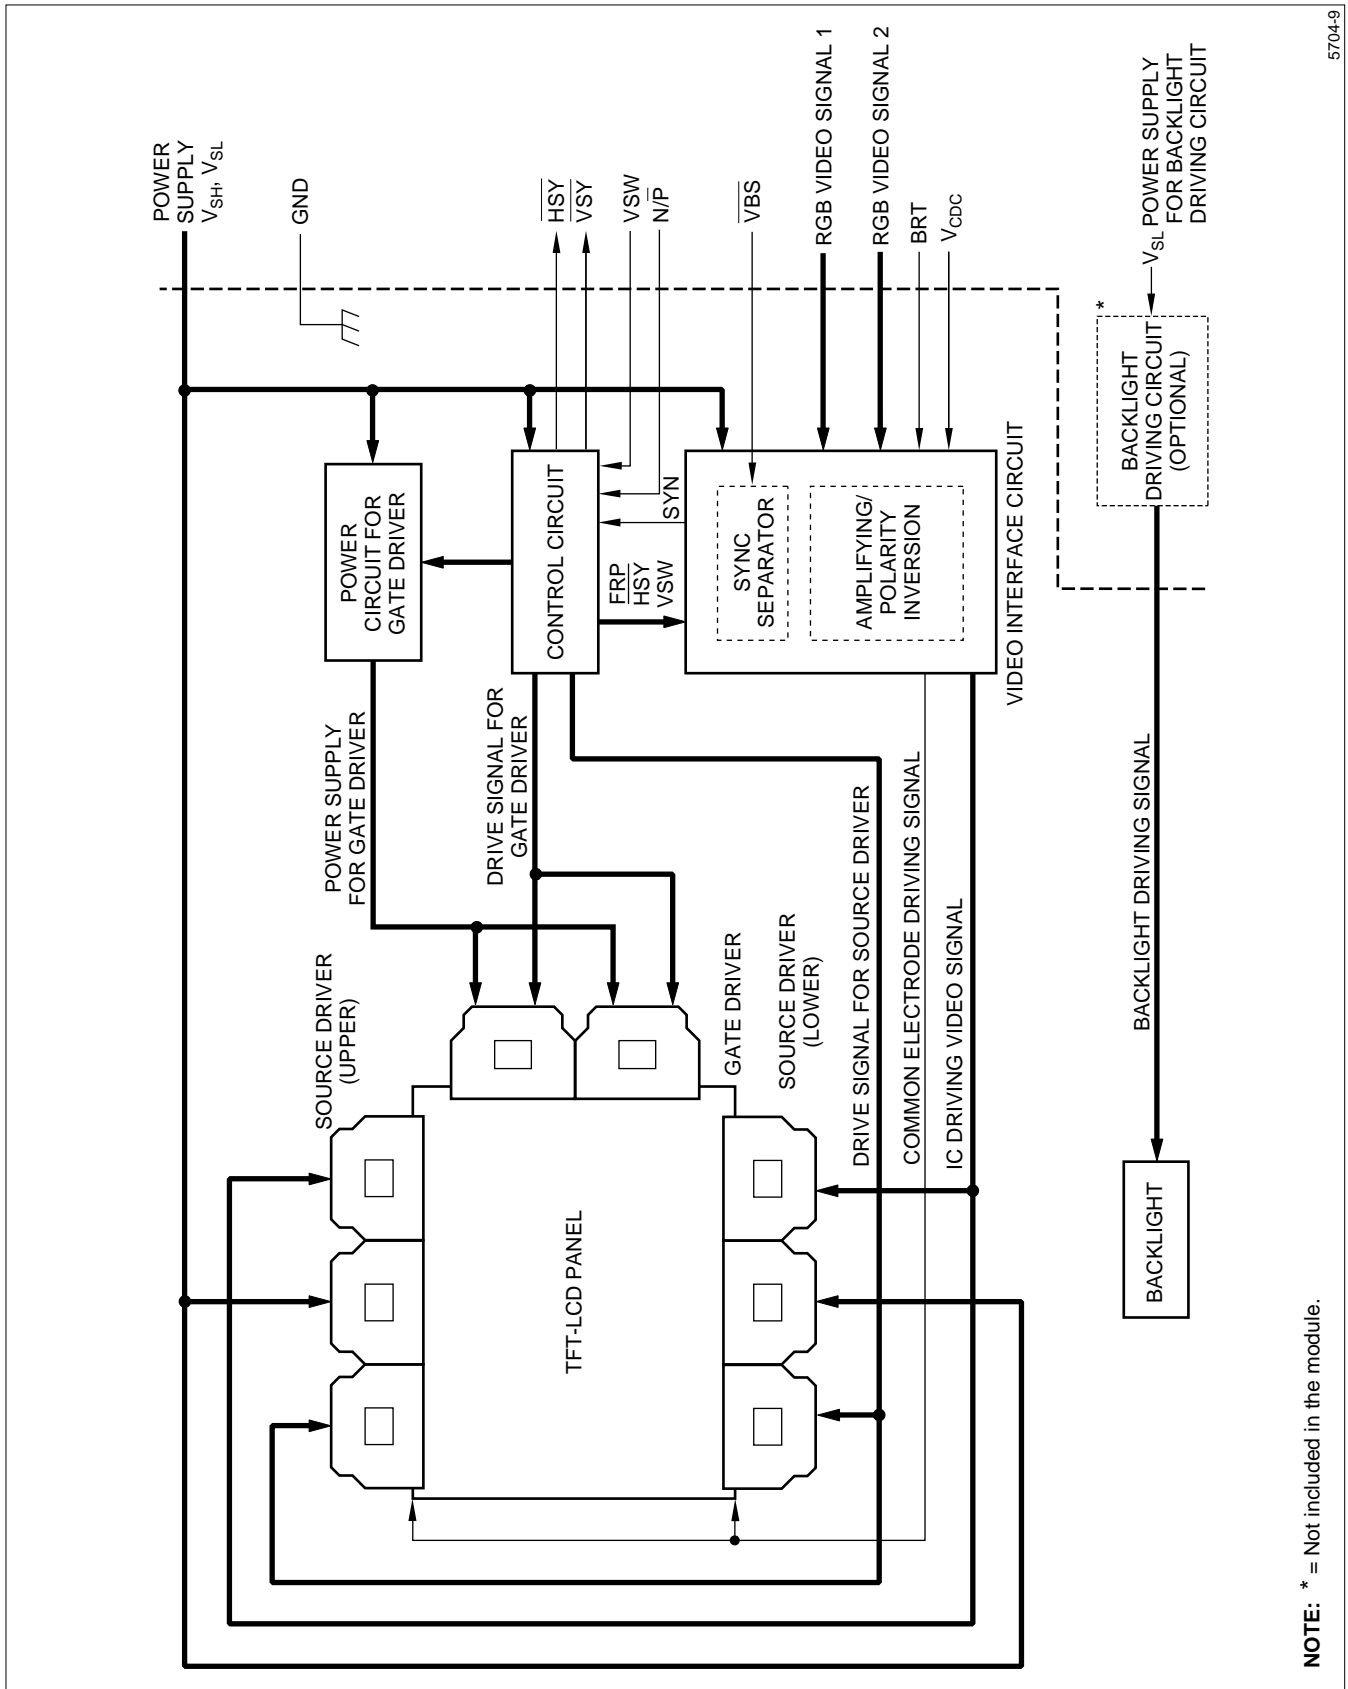 POWER
SUPPLY
VSH, VSL
GND
HSY
VSY
VSW
N/P
VBS
RGB VIDEO SIGNAL 1
RGB VIDEO SIGNAL 2
BRT
VCDC
VSL POWER SUPPLY
FOR BACKLIGHT
DRIVING CIRCUIT
5704-9
POWER
CIRCUIT FOR
GATE DRIVER
CONTROL CIRCUIT
SYN
FRP
HSY
VSW
SYNC
SEPARATOR
AMPLIFYING/
POLARITY
INVERSION
VIDEO INTERFACE CIRCUIT
*
BACKLIGHT
DRIVING CIRCUIT
(OPTIONAL)
POWER SUPPLY
FOR GATE DRIVER
DRIVE SIGNAL FOR
GATE DRIVER
DRIVE SIGNAL FOR SOURCE DRIVER
COMMON ELECTRODE DRIVING SIGNAL
IC DRIVING VIDEO SIGNAL
BACKLIGHT DRIVING SIGNAL
SOURCE DRIVER
(UPPER)
GATE DRIVER
SOURCE DRIVER
(LOWER)
TFT-LCD PANEL
BACKLIGHT
NOTE: * = Not included in the module.